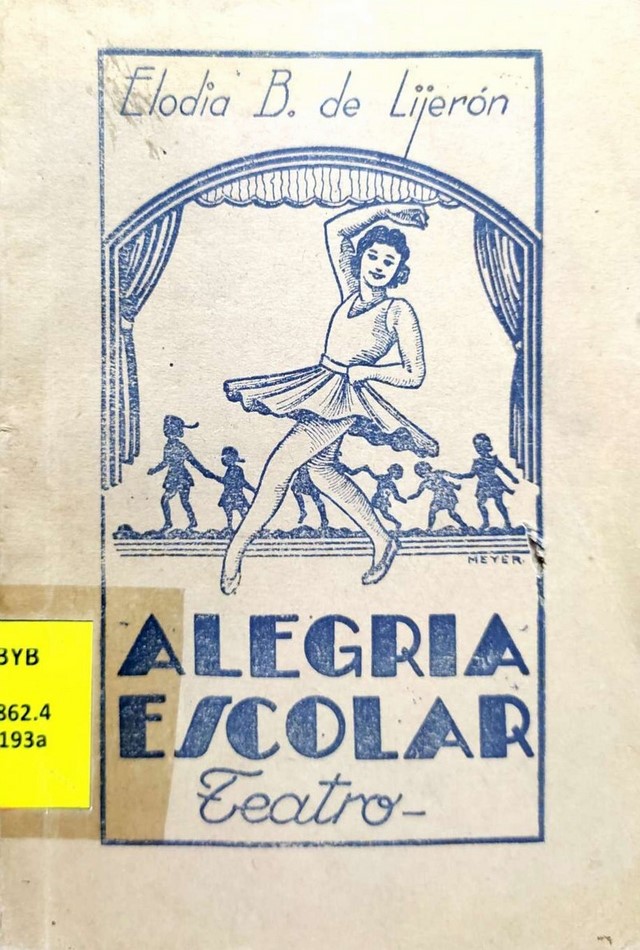 Elodia B. de Lijerón
MEYER.
ALEGRIA
ESCOLAR
Teatro-
BYB
862.4
193a